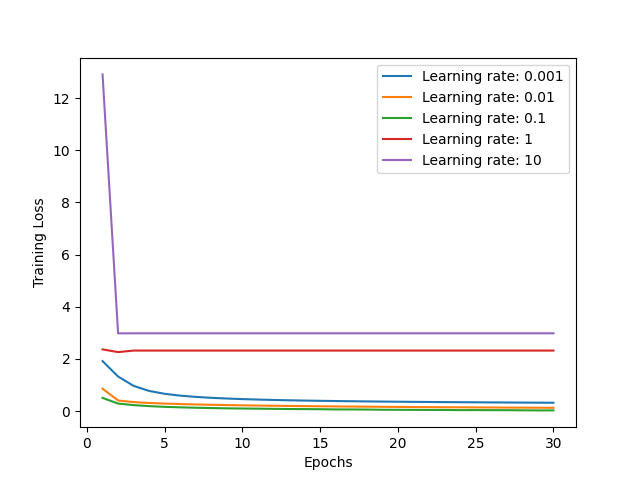 Learning rate: 0.001
Learning rate: 0.01
Learning rate: 0.1
Learning rate: 1
Learning rate: 10
Training Loss
12
10
8
6
4
2
0
0 5 10 15 20 25 30
Epochs